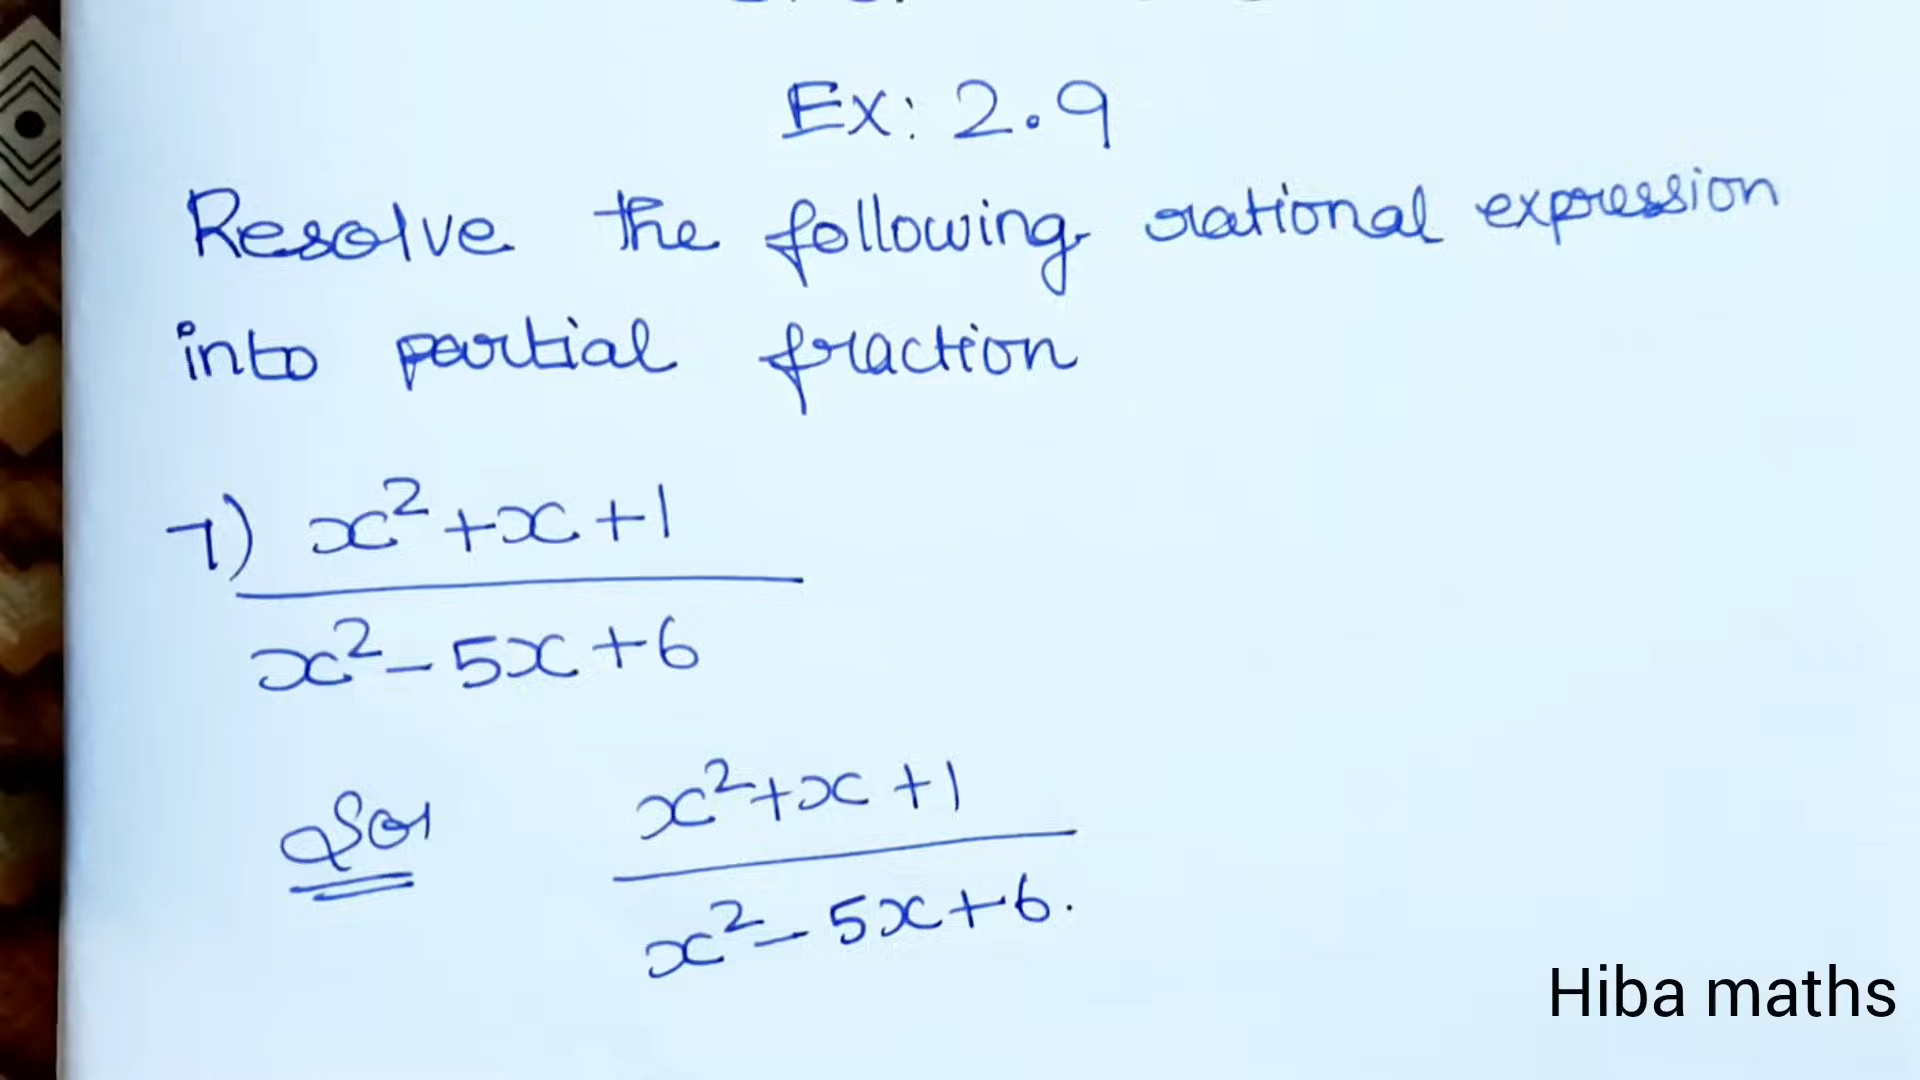 Ex: 2.9
Resolve the following rational expression
into partial fraction
7) x² + x + 1
x² - 5x + 6
Sol
x² + x + 1
x² - 5x + 6.
Hiba maths